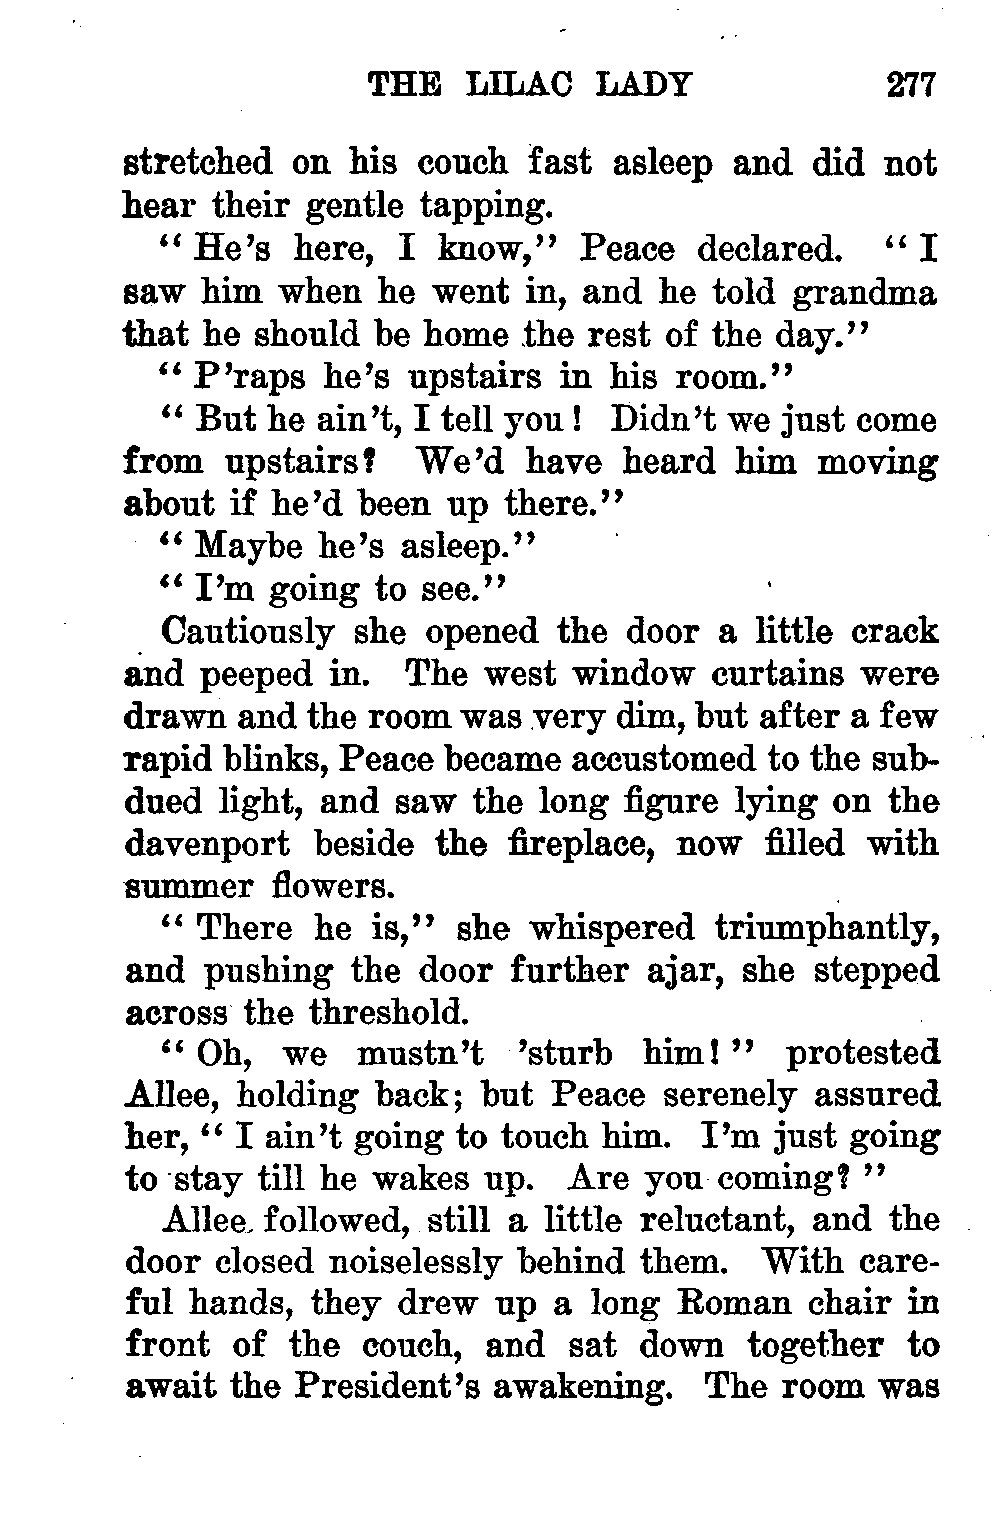 THE LILAC LADY 277
stretched on his couch fast asleep and did not
hear their gentle tapping.
“ He’s here, I know,” Peace declared. “ I
saw him when he went in, and he told grandma
that he should be home the rest of the day.”
“ P’raps he’s upstairs in his room.”
“ But he ain’t, I tell you! Didn’t we just come
from upstairs? We’d have heard him moving
about if he’d been up there.”
“ Maybe he’s asleep.”
“ I’m going to see.”
Cautiously she opened the door a little crack
and peeped in. The west window curtains were
drawn and the room was very dim, but after a few
rapid blinks, Peace became accustomed to the sub-
dued light, and saw the long figure lying on the
davenport beside the fireplace, now filled with
summer flowers.
“ There he is,” she whispered triumphantly,
and pushing the door further ajar, she stepped
across the threshold.
“ Oh, we mustn’t ’sturb him! ” protested
Allee, holding back; but Peace serenely assured
her, “ I ain’t going to touch him. I’m just going
to stay till he wakes up. Are you coming? ”
Allee followed, still a little reluctant, and the
door closed noiselessly behind them. With care-
ful hands, they drew up a long Roman chair in
front of the couch, and sat down together to
await the President’s awakening. The room was